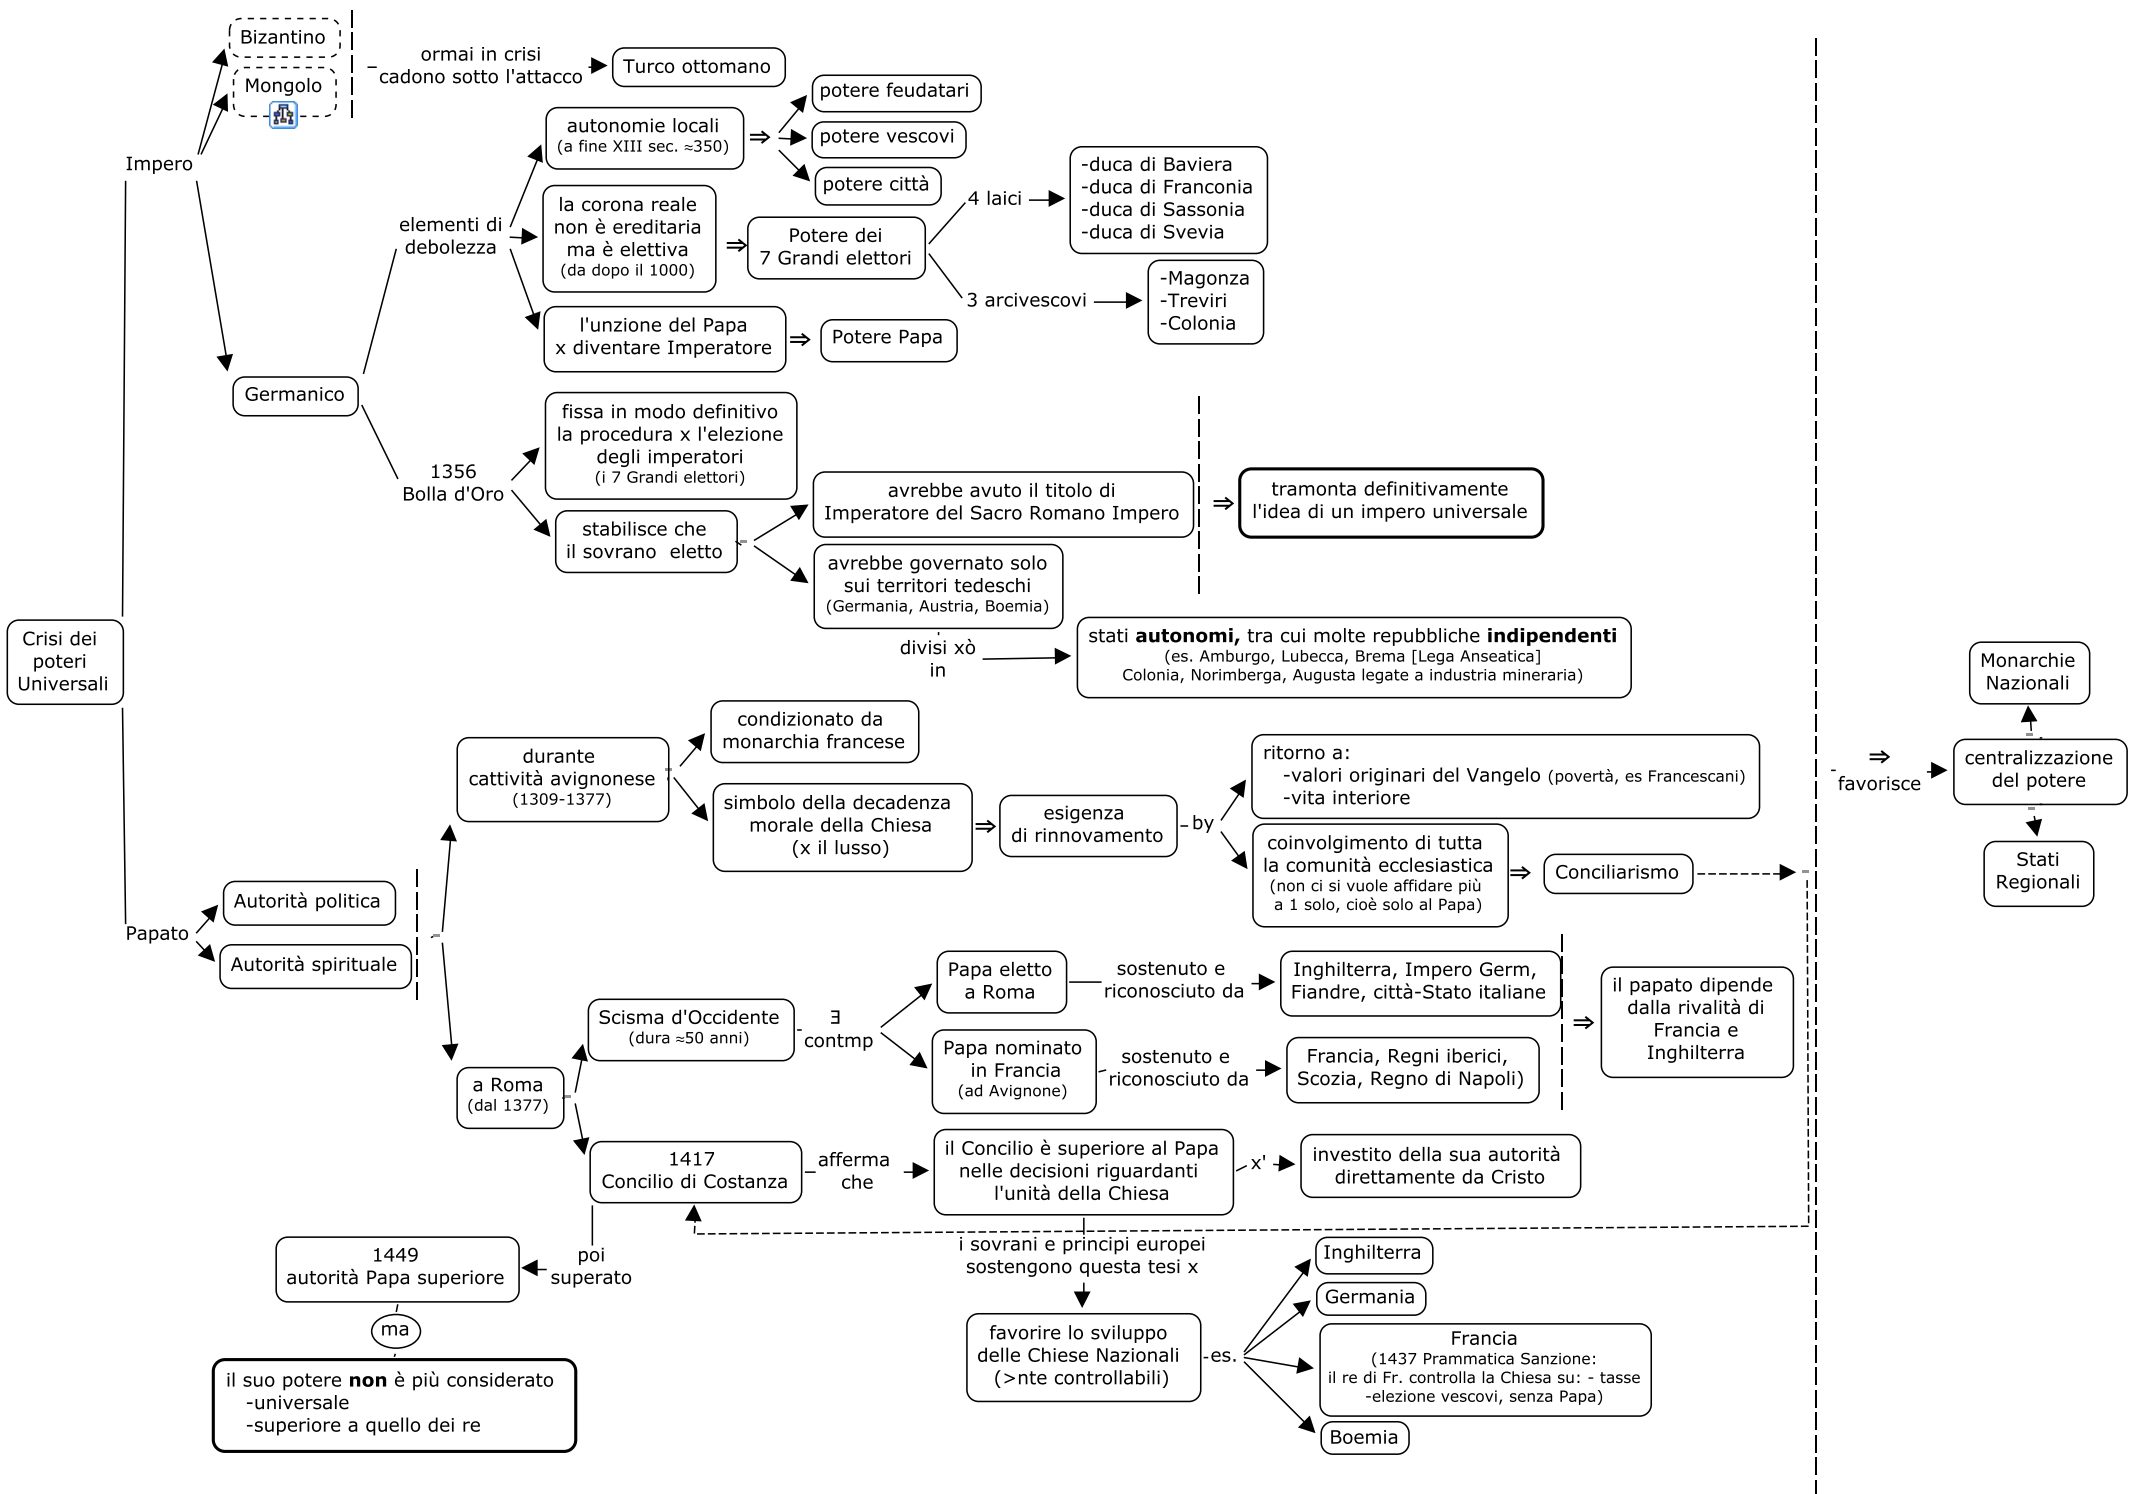 Crisi dei
poteri
Universali
Impero
Bizantino
Mongolo
ormai in crisi
cadono sotto l'attacco
Turco ottomano
Germanico
elementi di
debolezza
autonomie locali
(a fine XIII sec. ≈350)
⇒
potere feudatari
potere vescovi
potere città
la corona reale
non è ereditaria
ma è elettiva
(da dopo il 1000)
⇒
Potere dei
7 Grandi elettori
4 laici
-duca di Baviera
-duca di Franconia
-duca di Sassonia
-duca di Svevia
3 arcivescovi
-Magonza
-Treviri
-Colonia
l'unzione del Papa
x diventare Imperatore
⇒
Potere Papa
1356
Bolla d'Oro
fissa in modo definitivo
la procedura x l'elezione
degli imperatori
(i 7 Grandi elettori)
stabilisce che
il sovrano eletto
avrebbe avuto il titolo di
Imperatore del Sacro Romano Impero
avrebbe governato solo
sui territori tedeschi
(Germania, Austria, Boemia)
⇒
tramonta definitivamente
l'idea di un impero universale
divisi xò
in
stati autonomi, tra cui molte repubbliche indipendenti
(es. Amburgo, Lubecca, Brema [Lega Anseatica]
Colonia, Norimberga, Augusta legate a industria mineraria)
Papato
Autorità politica
Autorità spirituale
durante
cattività avignonese
(1309-1377)
condizionato da
monarchia francese
simbolo della decadenza
morale della Chiesa
(x il lusso)
⇒
esigenza
di rinnovamento
by
ritorno a:
-valori originari del Vangelo (povertà, es Francescani)
-vita interiore
coinvolgimento di tutta
la comunità ecclesiastica
(non ci si vuole affidare più
a 1 solo, cioè solo al Papa)
⇒
Conciliarismo
a Roma
(dal 1377)
Scisma d'Occidente
(dura ≈50 anni)
∃
contmp
Papa eletto
a Roma
sostenuto e
riconosciuto da
Inghilterra, Impero Germ,
Fiandre, città-Stato italiane
Papa nominato
in Francia
(ad Avignone)
sostenuto e
riconosciuto da
Francia, Regni iberici,
Scozia, Regno di Napoli)
⇒
il papato dipende
dalla rivalità di
Francia e
Inghilterra
1417
Concilio di Costanza
afferma
che
il Concilio è superiore al Papa
nelle decisioni riguardanti
l'unità della Chiesa
x'
investito della sua autorità
direttamente da Cristo
poi
superato
1449
autorità Papa superiore
ma
il suo potere non è più considerato
-universale
-superiore a quello dei re
i sovrani e principi europei
sostengono questa tesi x
favorire lo sviluppo
delle Chiese Nazionali
(>nte controllabili)
es.
Inghilterra
Germania
Francia
(1437 Prammatica Sanzione:
il re di Fr. controlla la Chiesa su: - tasse
-elezione vescovi, senza Papa)
Boemia
⇒
favorisce
centralizzazione
del potere
Monarchie
Nazionali
Stati
Regionali